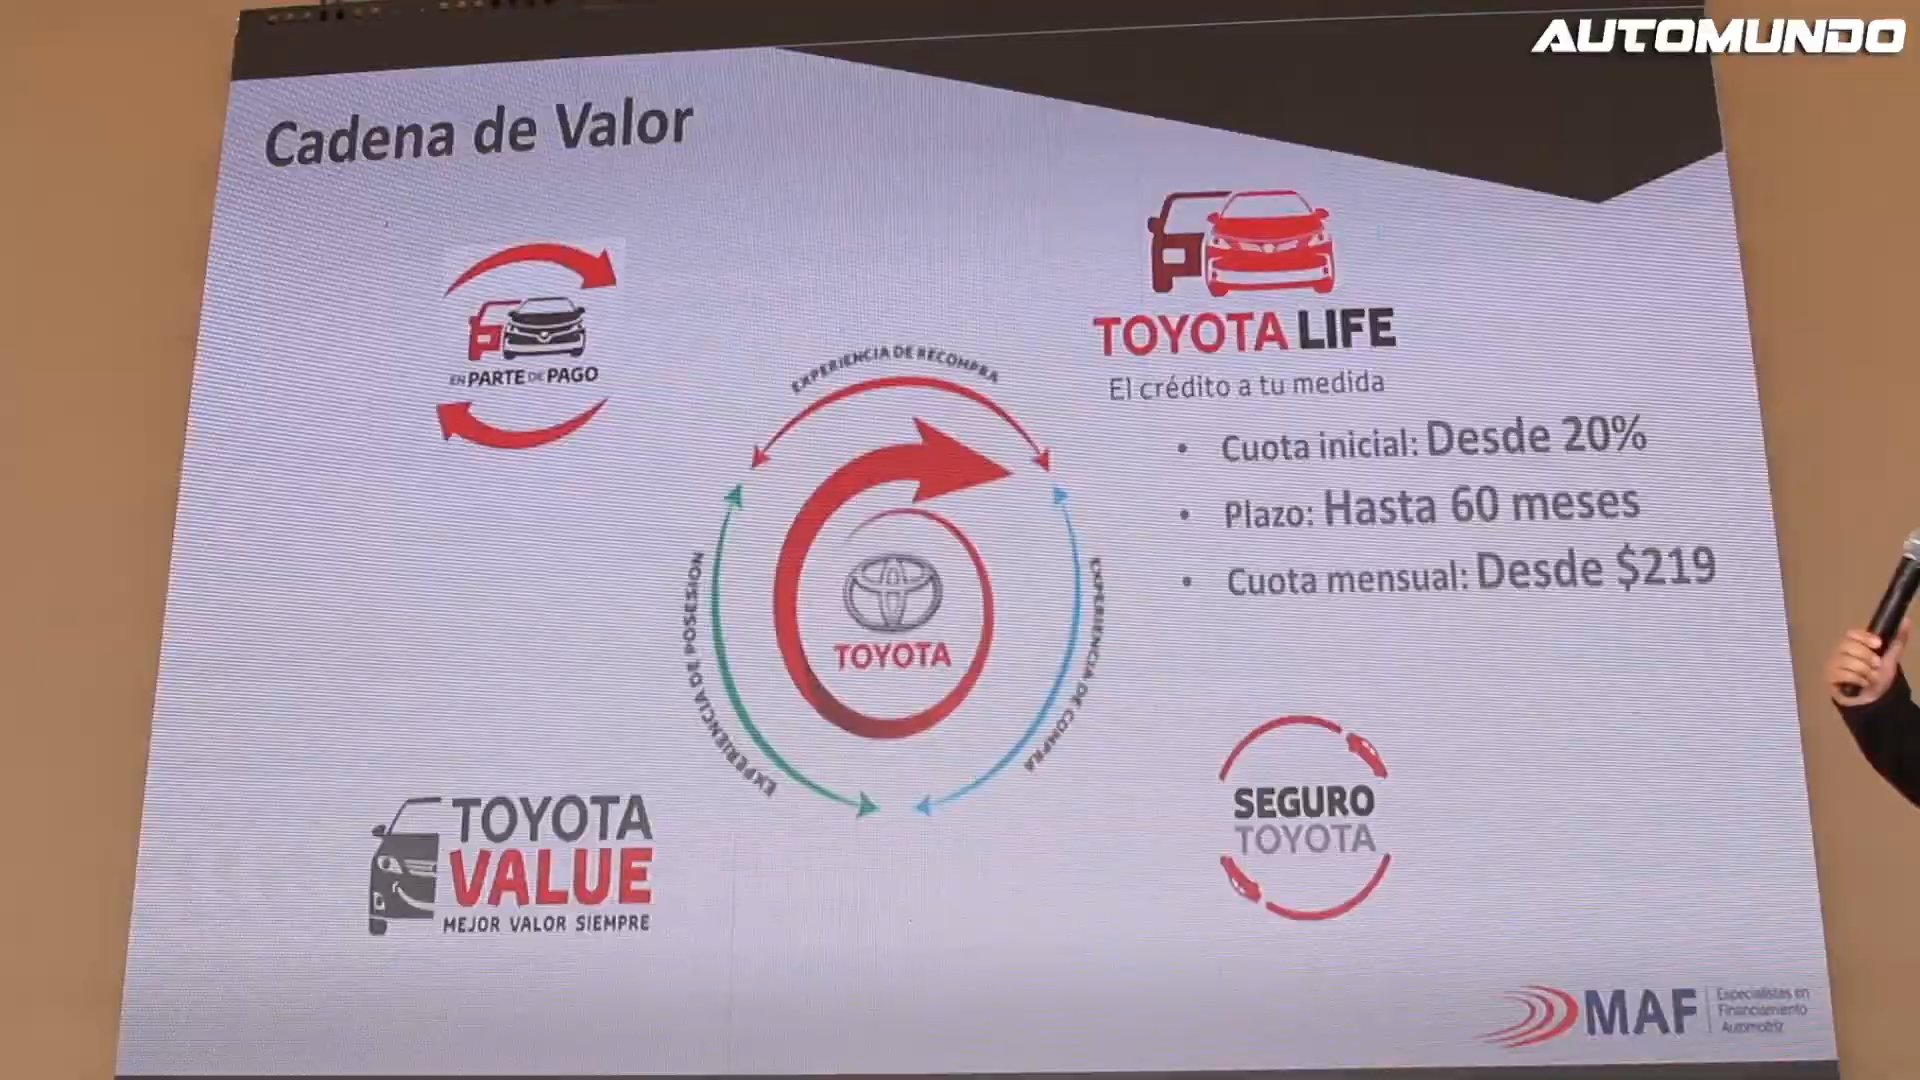 AUTOMUNDO
Cadena de Valor
EN PARTE DE PAGO
TOYOTA LIFE
El crédito a tu medida
• Cuota inicial: Desde 20%
• Plazo: Hasta 60 meses
• Cuota mensual: Desde $219
EXPERIENCIA DE RECOMPRA
EXPERIENCIA DE POSESION
EXPERIENCIA DE COMPRA
TOYOTA
TOYOTA
VALUE
MEJOR VALOR SIEMPRE
SEGURO
TOYOTA
MAF
Especialistas en
Financiamiento
Automotriz